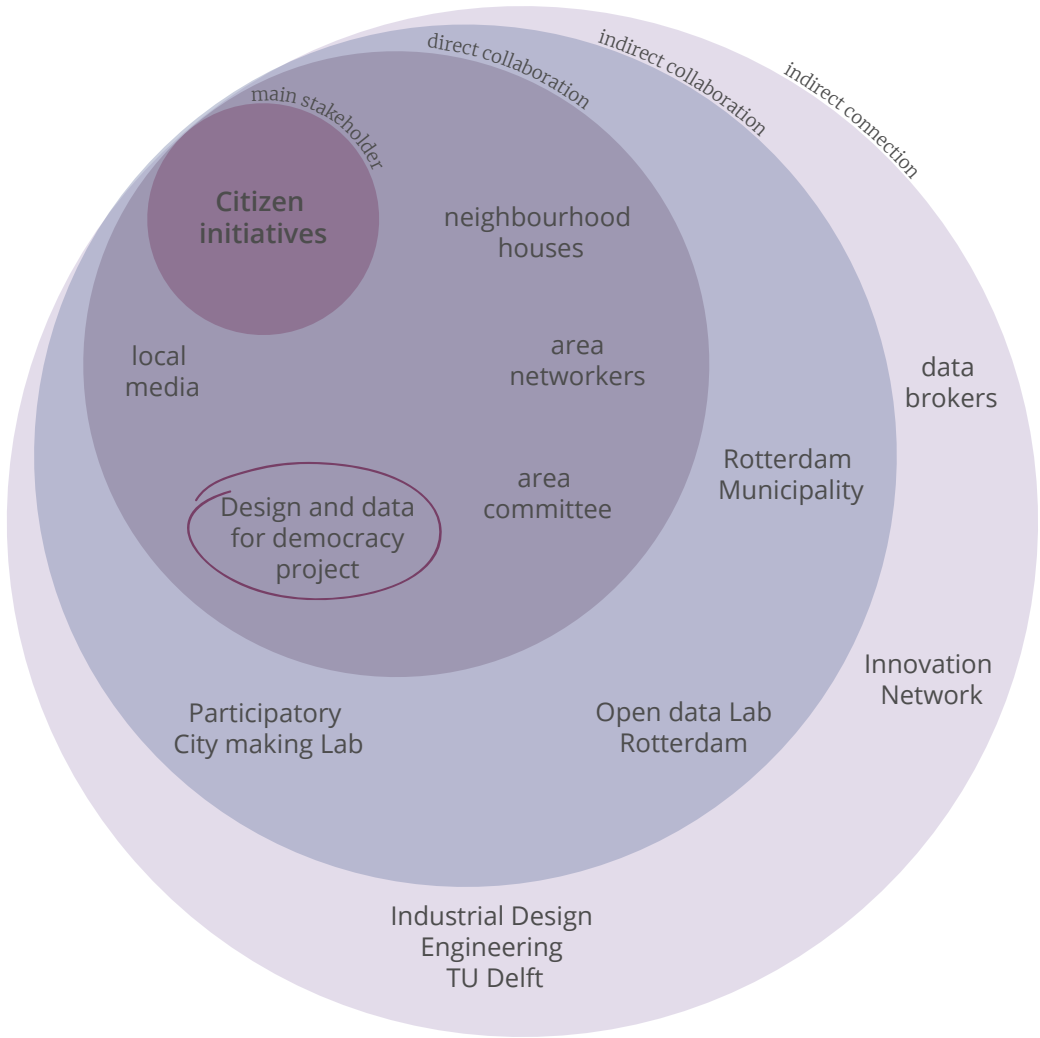 main stakeholder
direct collaboration
indirect collaboration
indirect connection
Citizen
initiatives
neighbourhood
houses
local
media
area
networkers
data
brokers
Rotterdam
Municipality
area
committee
Design and data
for democracy
project
Innovation
Network
Participatory
City making Lab
Open data Lab
Rotterdam
Industrial Design
Engineering
TU Delft